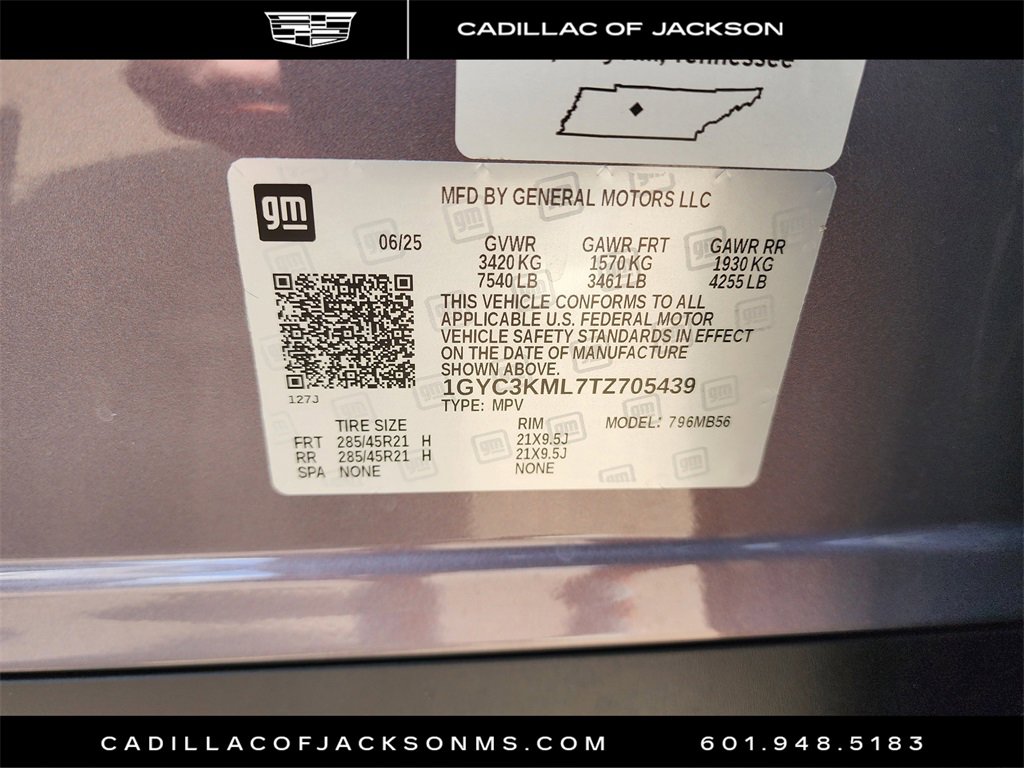 CADILLAC OF JACKSON
Tennessee
gm
MFD BY GENERAL MOTORS LLC
06/25 GVWR GAWR FRT GAWR RR
3420 KG 1570 KG 1930 KG
7540 LB 3461 LB 4255 LB
THIS VEHICLE CONFORMS TO ALL
APPLICABLE U.S. FEDERAL MOTOR
VEHICLE SAFETY STANDARDS IN EFFECT
ON THE DATE OF MANUFACTURE
SHOWN ABOVE.
1GYC3KML7TZ705439
127J
TYPE: MPV
TIRE SIZE RIM MODEL: 796MB56
FRT 285/45R21 H 21X9.5J
RR 285/45R21 H 21X9.5J
SPA NONE NONE
CADILLACOFJACKSONMS.COM 601.948.5183